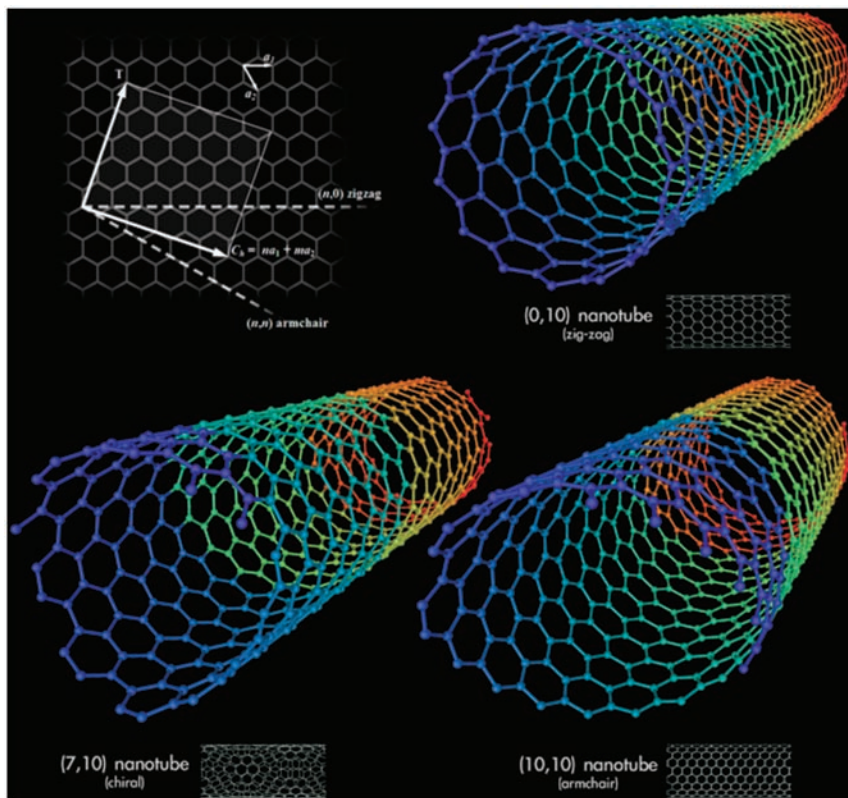 a₁
T
a₂
(n,0) zigzag
Cₕ = na₁ + ma₂
(n,n) armchair
(0,10) nanotube
(zig-zag)
(7,10) nanotube
(chiral)
(10,10) nanotube
(armchair)